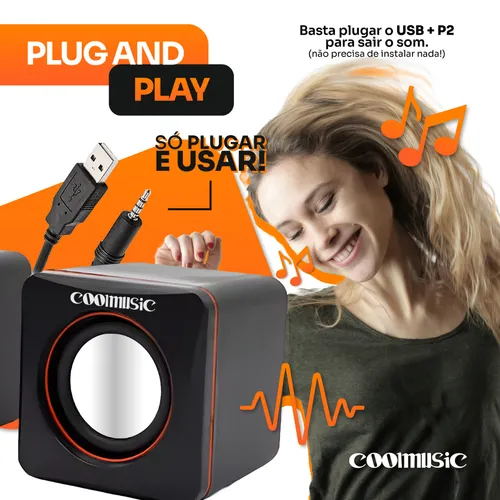 PLUG AND
PLAY
Basta plugar o USB + P2
para sair o som.
(não precisa de instalar nada!)
SÓ PLUGAR
E USAR!
COOlMUSiC
COOlMUSiC